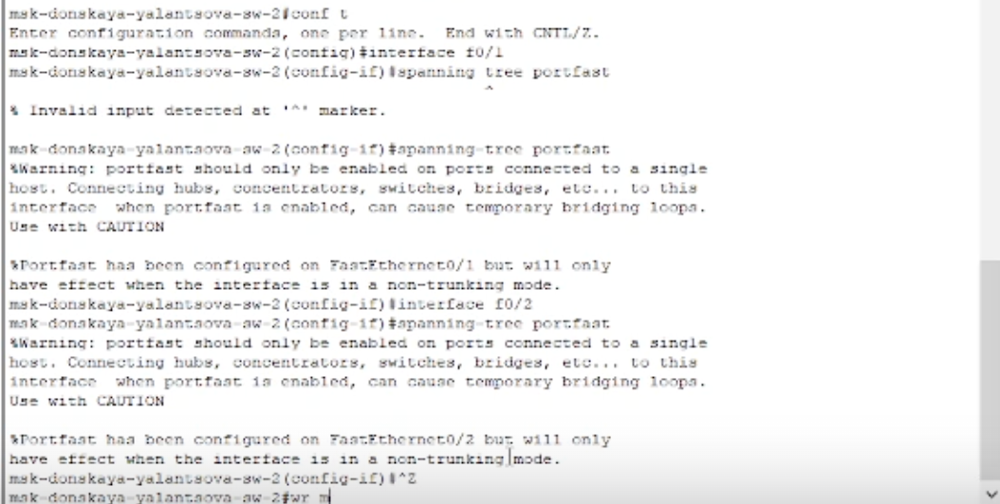 msk-donskaya-yalantsova-sw-2#conf t
Enter configuration commands, one per line.  End with CNTL/Z.
msk-donskaya-yalantsova-sw-2(config)#interface f0/1
msk-donskaya-yalantsova-sw-2(config-if)#spanning tree portfast
^
% Invalid input detected at '^' marker.
msk-donskaya-yalantsova-sw-2(config-if)#spanning-tree portfast
%Warning: portfast should only be enabled on ports connected to a single
host. Connecting hubs, concentrators, switches, bridges, etc... to this
interface  when portfast is enabled, can cause temporary bridging loops.
Use with CAUTION
%Portfast has been configured on FastEthernet0/1 but will only
have effect when the interface is in a non-trunking mode.
msk-donskaya-yalantsova-sw-2(config-if)#interface f0/2
msk-donskaya-yalantsova-sw-2(config-if)#spanning-tree portfast
%Warning: portfast should only be enabled on ports connected to a single
host. Connecting hubs, concentrators, switches, bridges, etc... to this
interface  when portfast is enabled, can cause temporary bridging loops.
Use with CAUTION
%Portfast has been configured on FastEthernet0/2 but will only
have effect when the interface is in a non-trunking mode.
msk-donskaya-yalantsova-sw-2(config-if)#^Z
msk-donskaya-yalantsova-sw-2#wr m